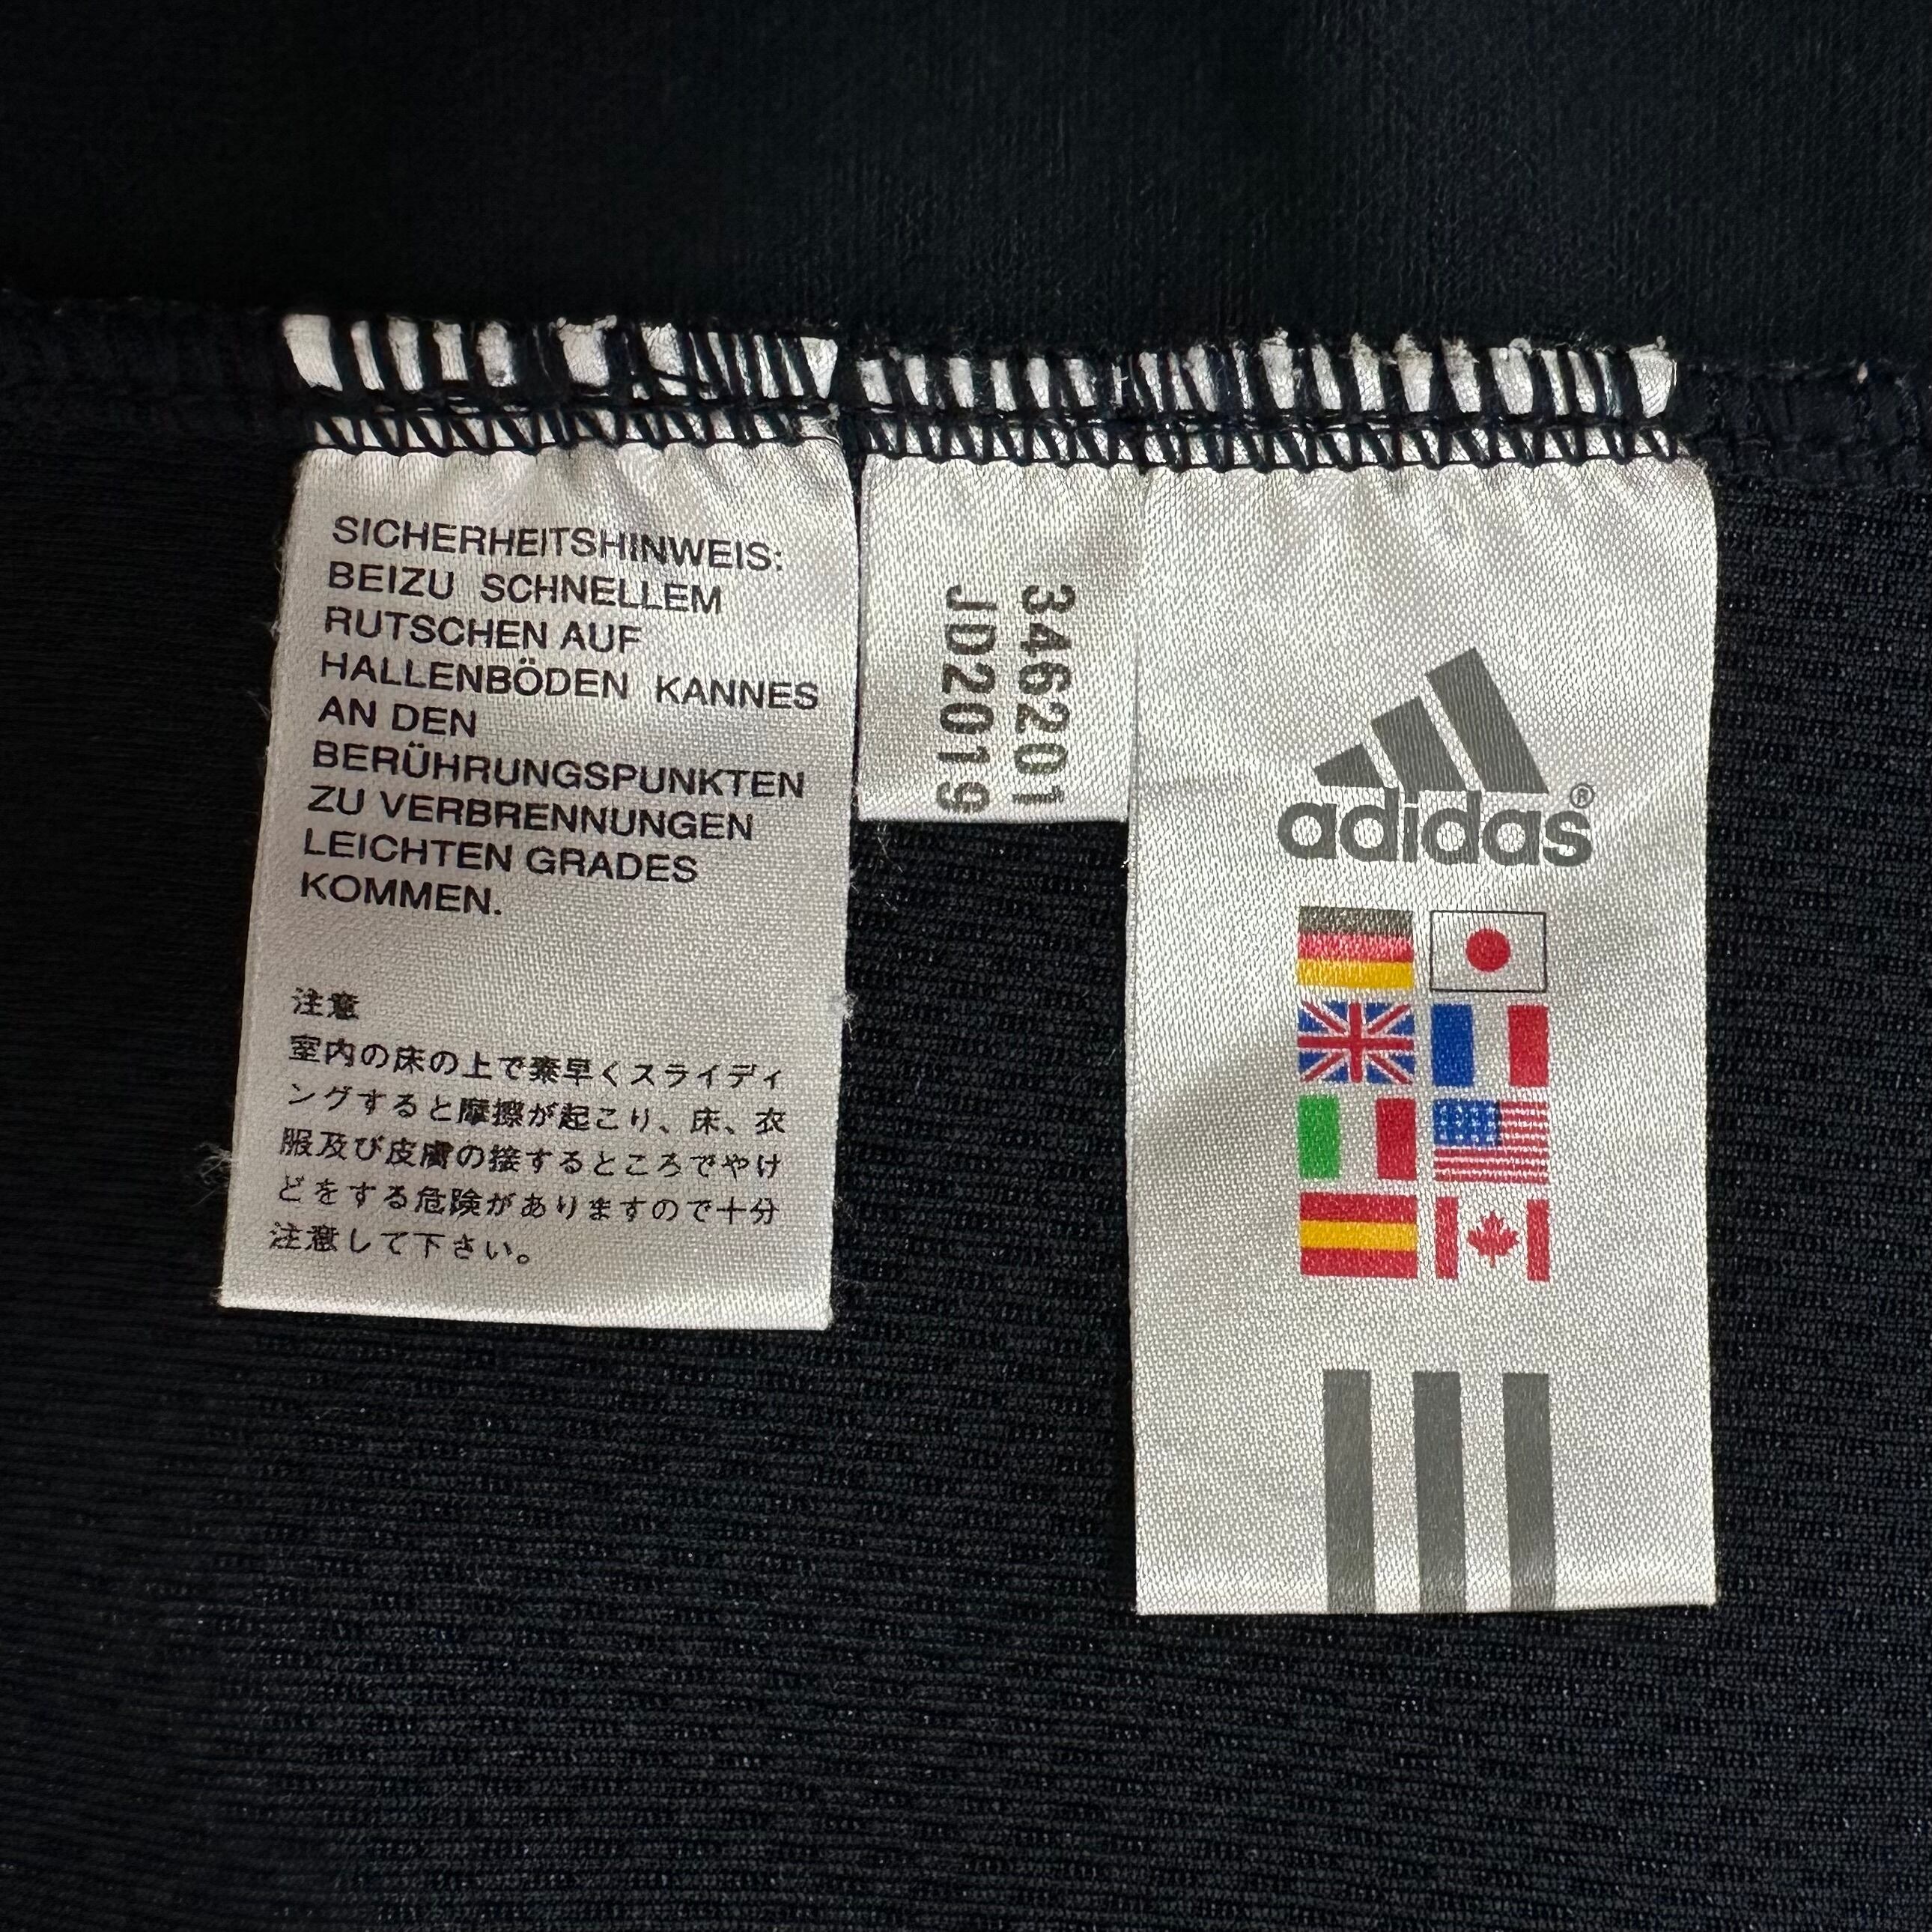 SICHERHEITSHINWEIS:
BEIZU SCHNELLEM
RUTSCHEN AUF
HALLENBÖDEN KANNES
AN DEN
BERÜHRUNGSPUNKTEN
ZU VERBRENNUNGEN
LEICHTEN GRADES
KOMMEN.
注意
室内の床の上で素早くスライディ
ングすると摩擦が起こり、床、衣
服及び皮膚の接するところでやけ
どをする危険がありますので十分
注意して下さい。
346201
JD2019
adidas®